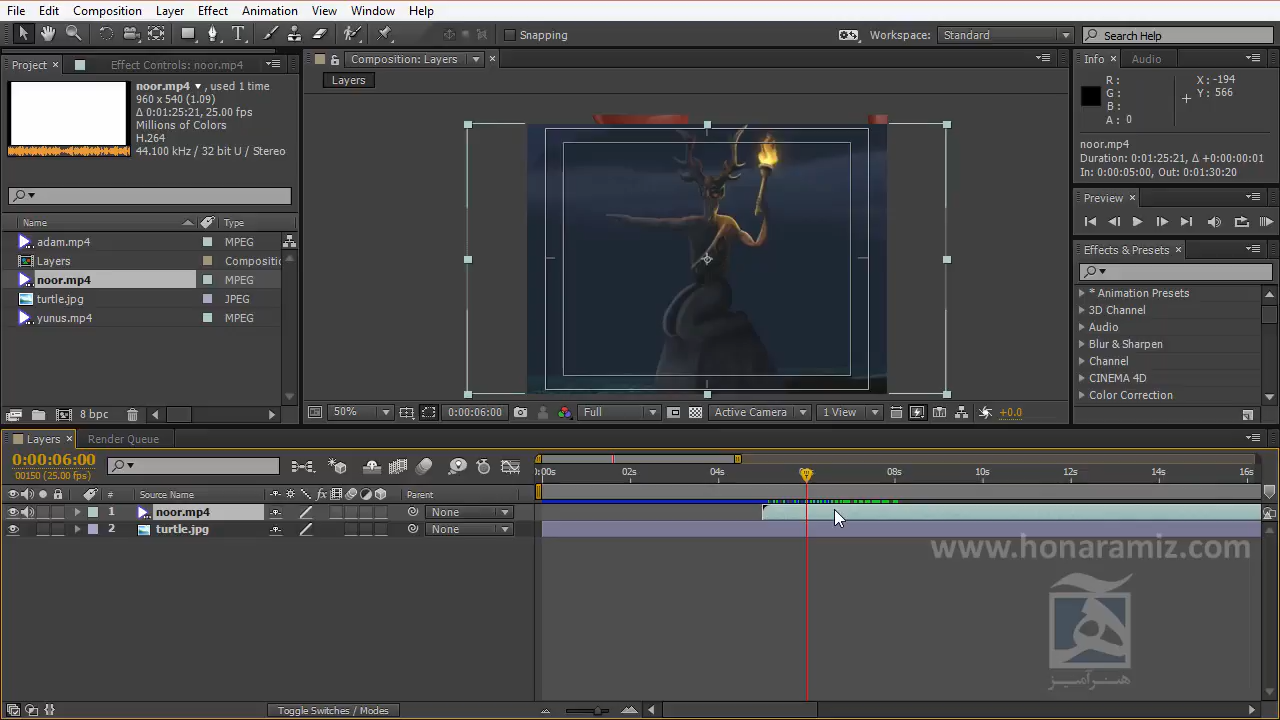 File Edit Composition Layer Effect Animation View Window Help
Snapping Workspace: Standard Search Help
Project Effect Controls: noor.mp4
noor.mp4, used 1 time
960 x 540 (1.09)
Δ 0:01:25:21, 25.00 fps
Millions of Colors
H.264
44.100 kHz / 32 bit U / Stereo
Name Type
adam.mp4 MPEG
Layers Compositi
noor.mp4 MPEG
turtle.jpg JPEG
yunus.mp4 MPEG
8 bpc
Composition: Layers
Layers
50% 0:00:06:00 Full Active Camera 1 View +0.0
Info Audio
R: X: -194
G: Y: 566
B:
A: 0
noor.mp4
Duration: 0:01:25:21, Δ +0:00:00:01
In: 0:00:05:00, Out: 0:01:30:20
Preview
Effects & Presets
* Animation Presets
3D Channel
Audio
Blur & Sharpen
Channel
CINEMA 4D
Color Correction
Layers Render Queue
0:00:06:00
00150 (25.00 fps)
0:00s 02s 04s 08s 10s 12s 14s 16s
# Source Name Parent
1 noor.mp4 None
2 turtle.jpg None
www.honaramiz.com
هنرآمیز
Toggle Switches / Modes